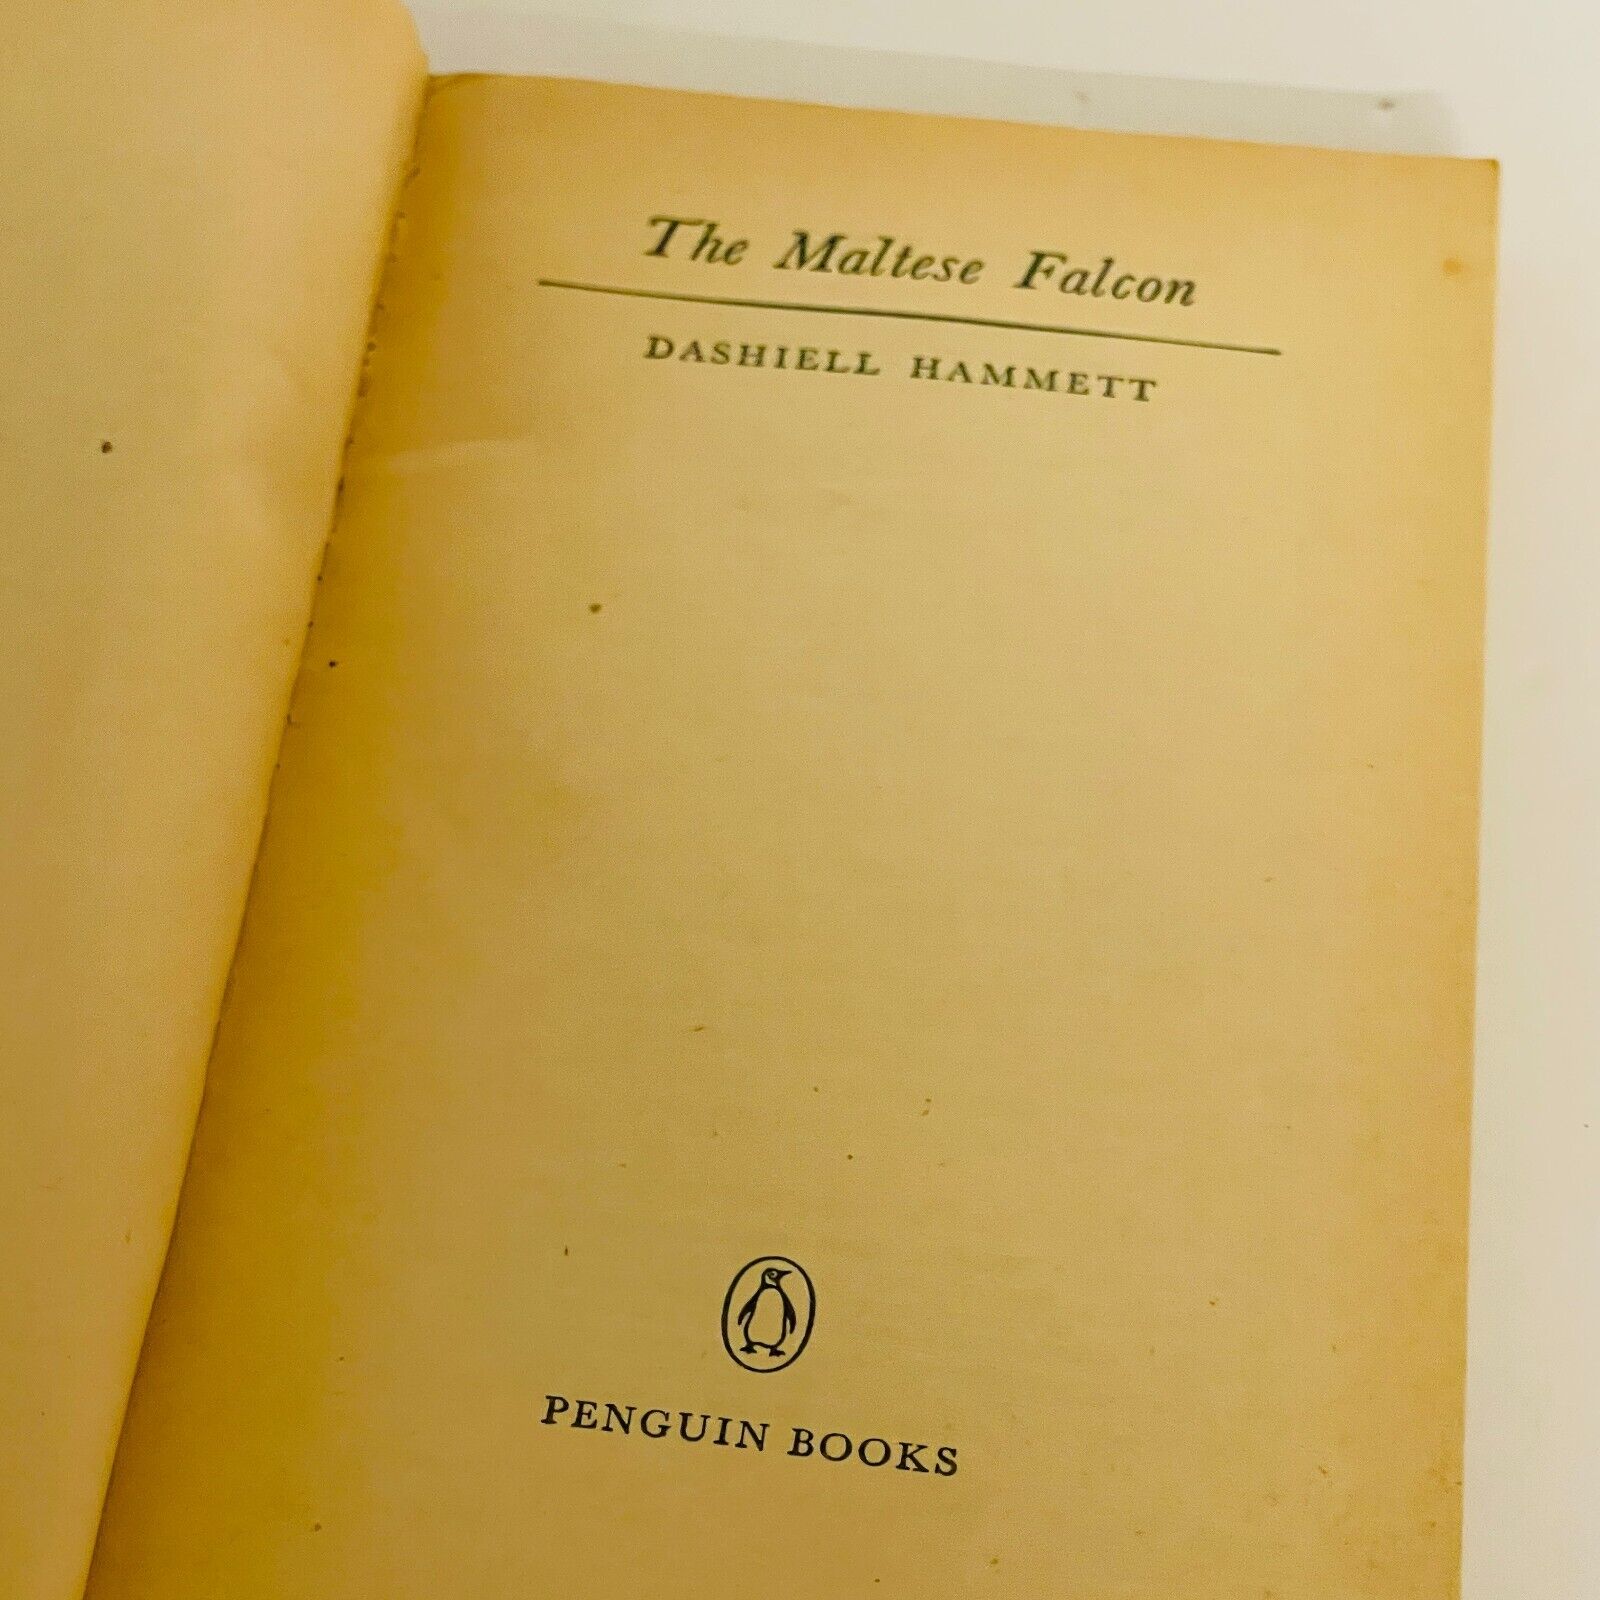 The Maltese Falcon
DASHIELL HAMMETT
PENGUIN BOOKS